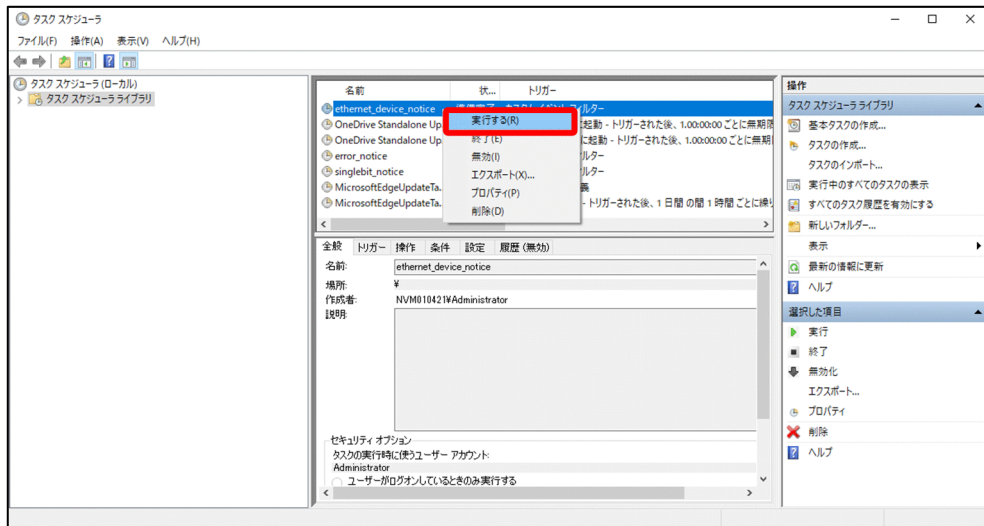 タスク スケジューラ
ファイル(F) 操作(A) 表示(V) ヘルプ(H)
タスク スケジューラ (ローカル)
タスク スケジューラ ライブラリ
名前 状... トリガー
ethernet_device_notice
実行する(R)
OneDrive Standalone Up
起動 - トリガーされた後、1.00:00:00 ごとに無期限
終了(E)
OneDrive Standalone Up
に起動 - トリガーされた後、1.00:00:00 ごとに無期
error_notice
無効(I)
ルター
singlebit_notice
エクスポート(X)...
ルター
MicrosoftEdgeUpdateTa.
プロパティ(P)
義
MicrosoftEdgeUpdateTa.
削除(D)
- トリガーされた後、1 日間 の間 1 時間 ごとに繰り
全般 トリガー 操作 条件 設定 履歴 (無効)
名前: ethernet_device_notice
場所: ¥
作成者: NVM010421¥Administrator
説明:
セキュリティ オプション
タスクの実行時に使うユーザー アカウント:
Administrator
ユーザーがログオンしているときのみ実行する
操作
タスク スケジューラ ライブラリ
基本タスクの作成...
タスクの作成...
タスクのインポート...
実行中のすべてのタスクの表示
すべてのタスク履歴を有効にする
新しいフォルダー...
表示
最新の情報に更新
ヘルプ
選択した項目
実行
終了
無効化
エクスポート...
プロパティ
削除
ヘルプ